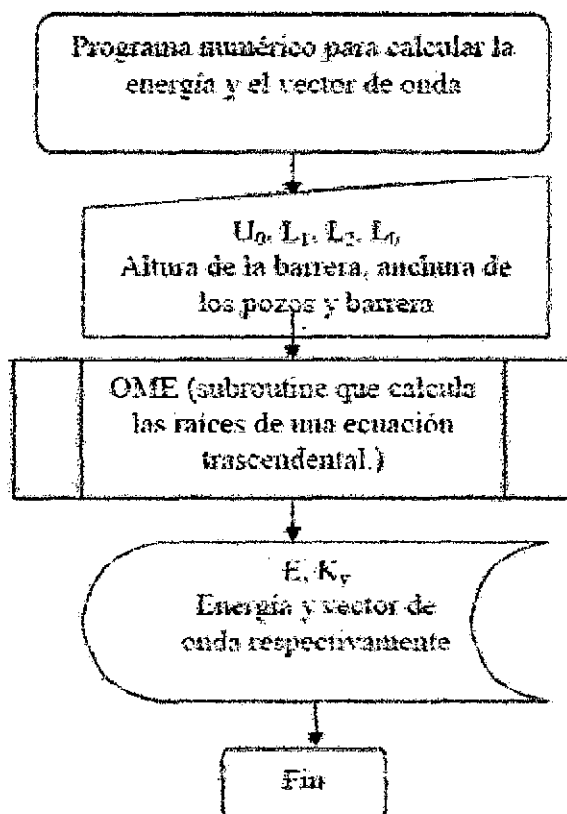 Programa numérico para calcular la
energía y el vector de onda
U₀, L₁, L₂, L₀
Altura de la barrera, anchura de
los pozos y barrera
OME (subroutine que calcula
las raíces de una ecuación
trascendental.)
E, Kᵧ
Energía y vector de
onda respectivamente
Fin